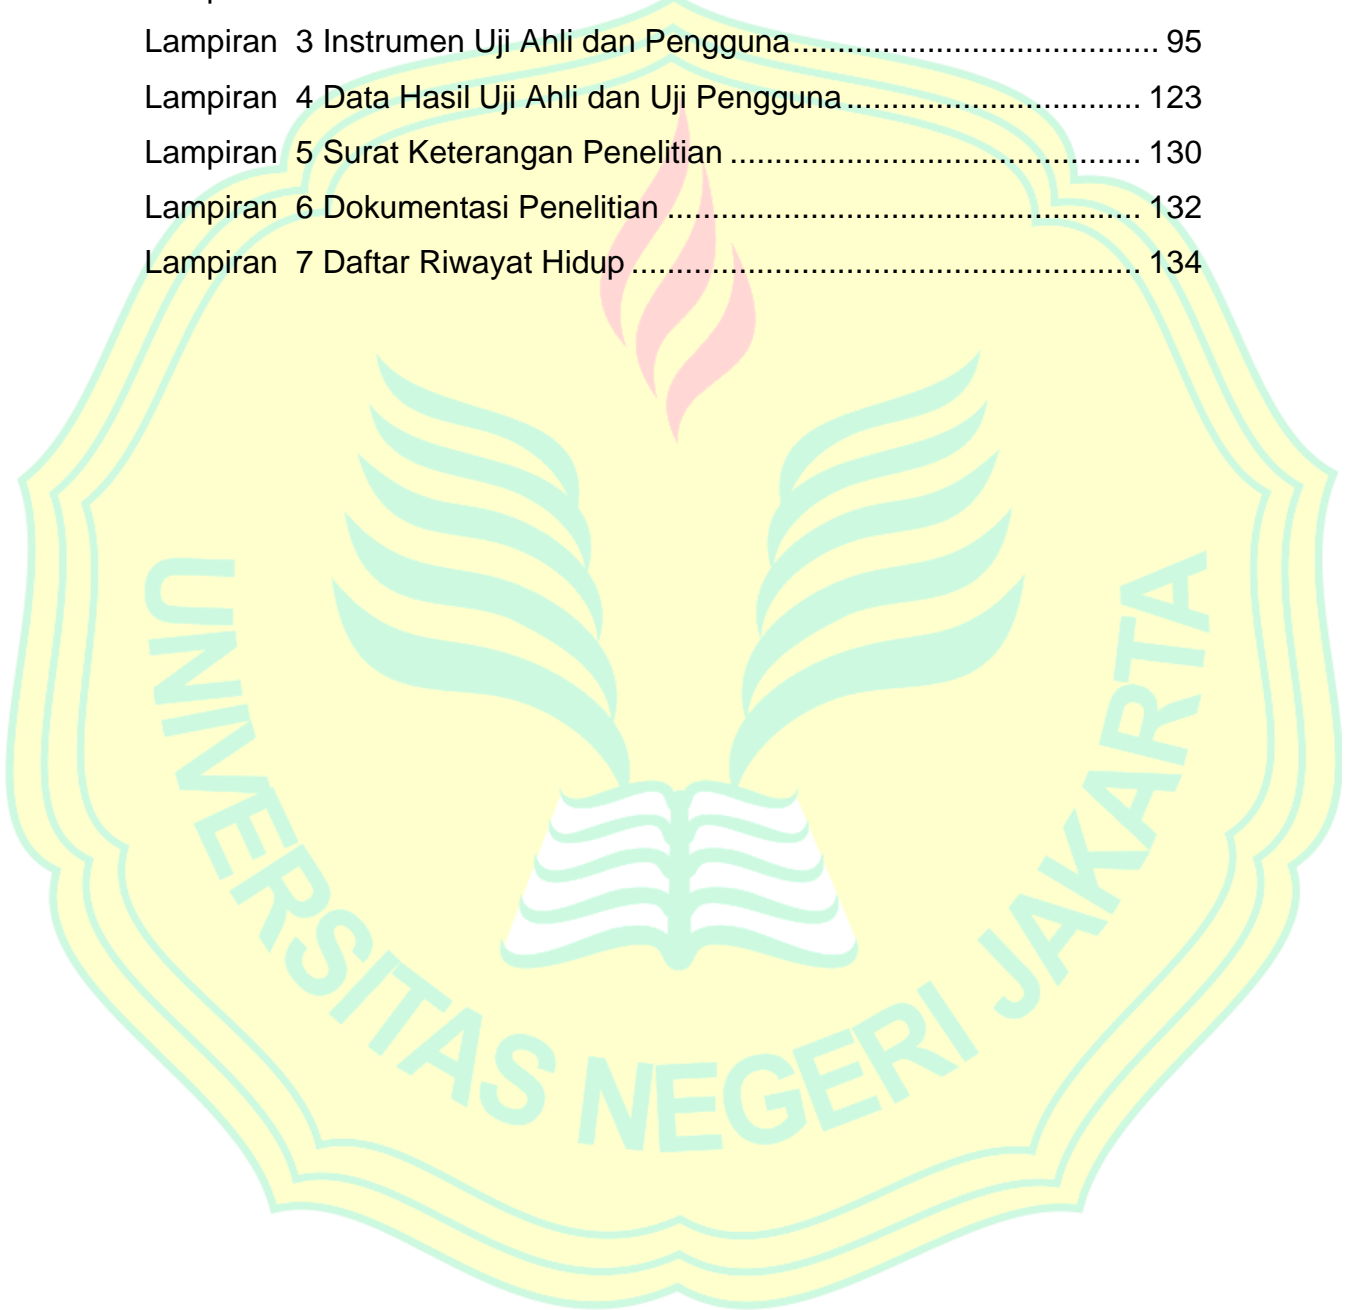 Lampiran 3 Instrumen Uji Ahli dan Pengguna......................................... 95
Lampiran 4 Data Hasil Uji Ahli dan Uji Pengguna ................................. 123
Lampiran 5 Surat Keterangan Penelitian .............................................. 130
Lampiran 6 Dokumentasi Penelitian ..................................................... 132
Lampiran 7 Daftar Riwayat Hidup ......................................................... 134
UNIVERSITAS NEGERI JAKARTA